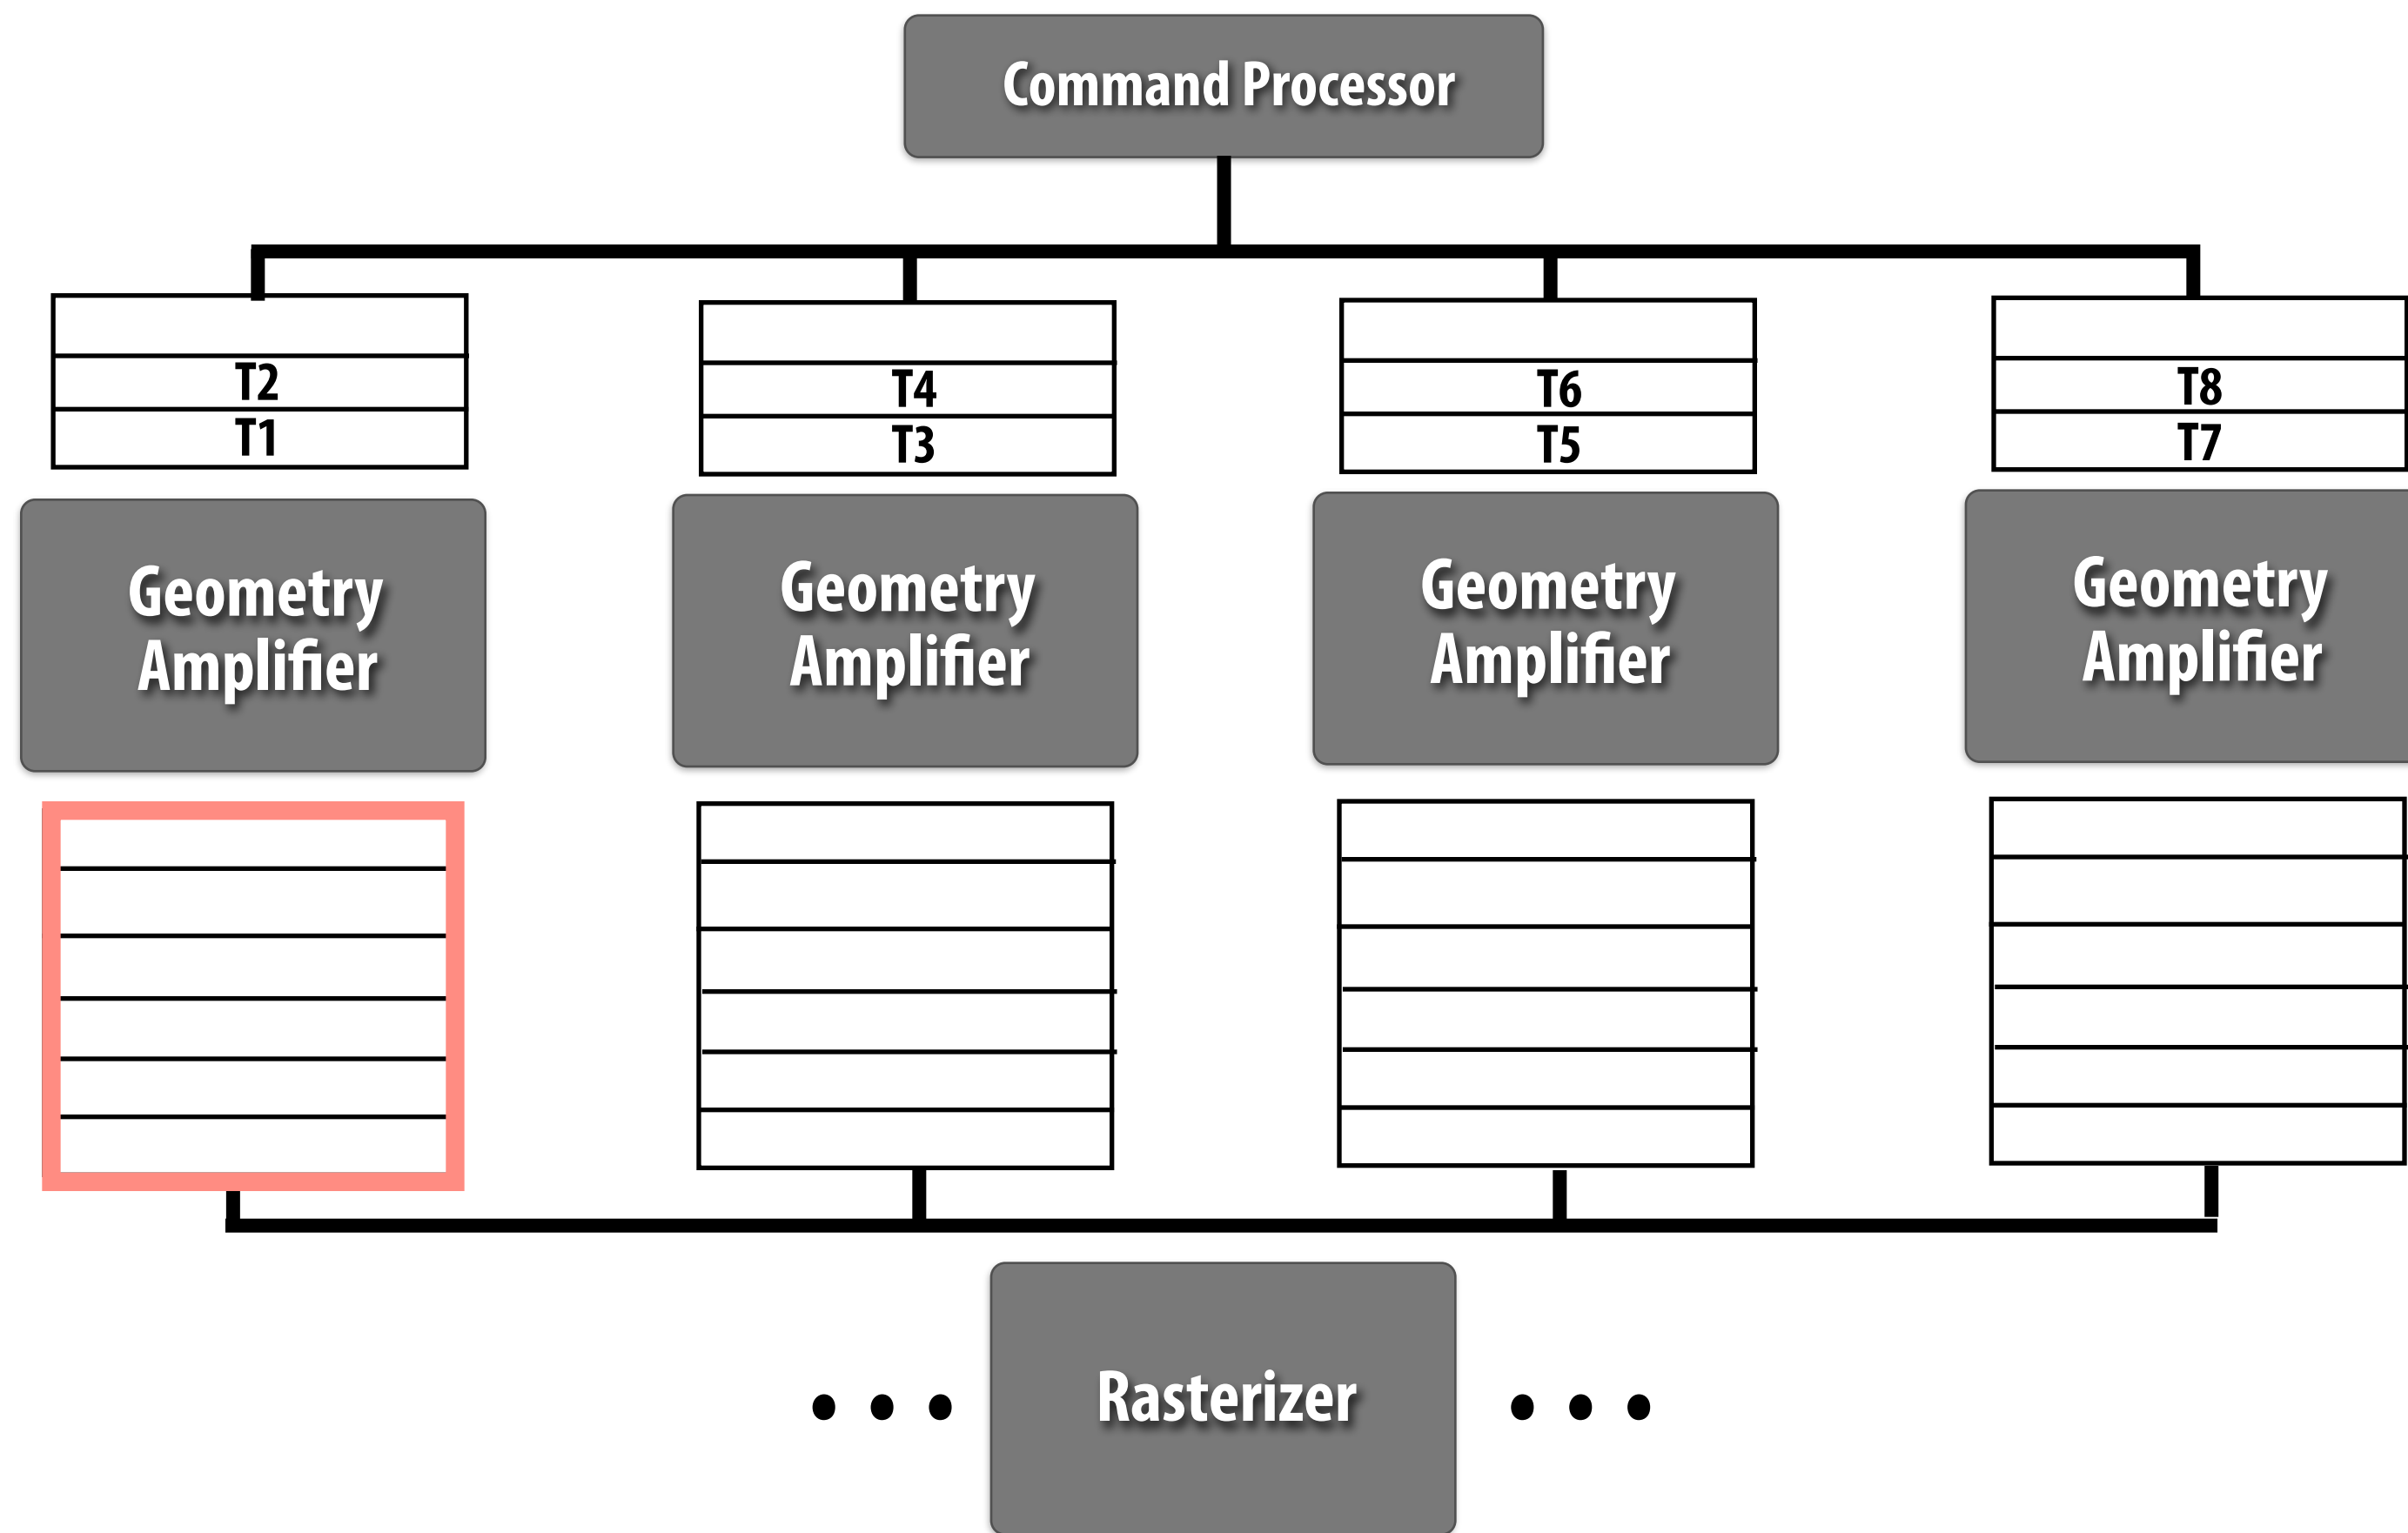 Command Processor
T2
T1
T4
T3
T6
T5
T8
T7
Geometry
Amplifier
Geometry
Amplifier
Geometry
Amplifier
Geometry
Amplifier
Rasterizer